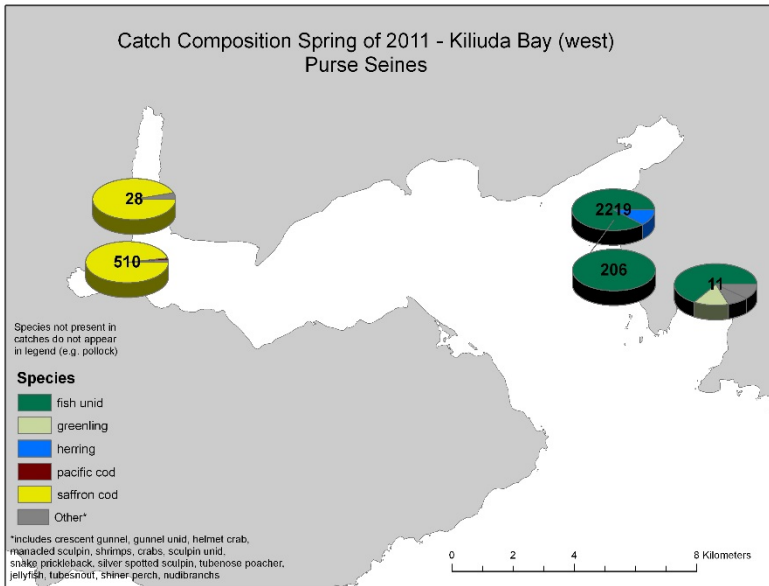 Catch Composition Spring of 2011 - Kiliuda Bay (west)
Purse Seines
28
2219
510
206
11
Species not present in
catches do not appear
in legend (e.g. pollock)
Species
fish unid
greenling
herring
pacific cod
saffron cod
Other*
*includes crescent gunnel, gunnel unid, helmet crab,
manacled sculpin, shrimps, crabs, sculpin unid,
snake prickleback, silver spotted sculpin, tubenose poacher,
jellyfish, tubesnout, shiner perch, nudibranchs
0 2 4 8 Kilometers